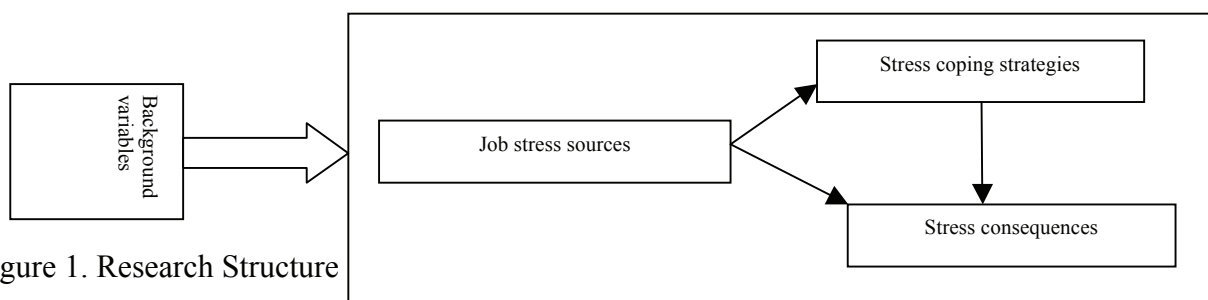 Background
variables
Job stress sources
Stress coping strategies
Stress consequences
gure 1. Research Structure